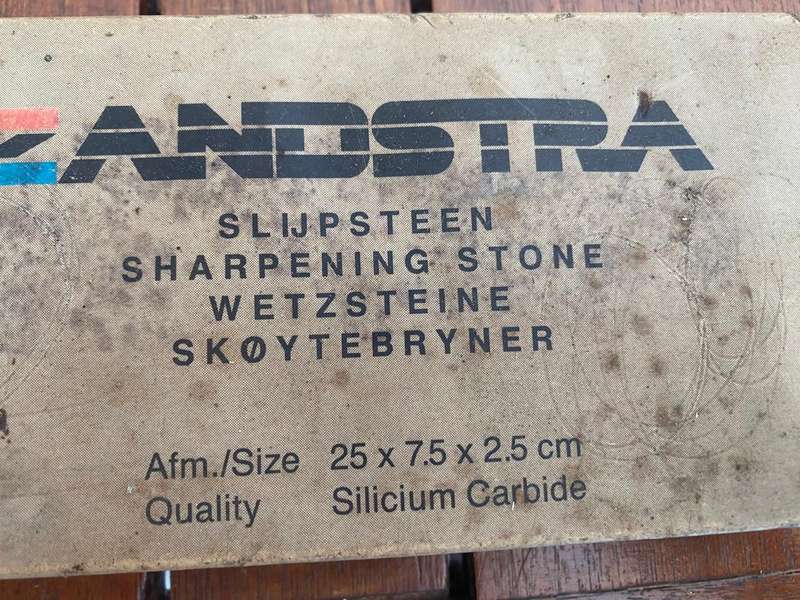 ZANDSTRA
SLIJPSTEEN
SHARPENING STONE
WETZSTEINE
SKØYTEBRYNER
Afm./Size 25 x 7.5 x 2.5 cm
Quality Silicium Carbide